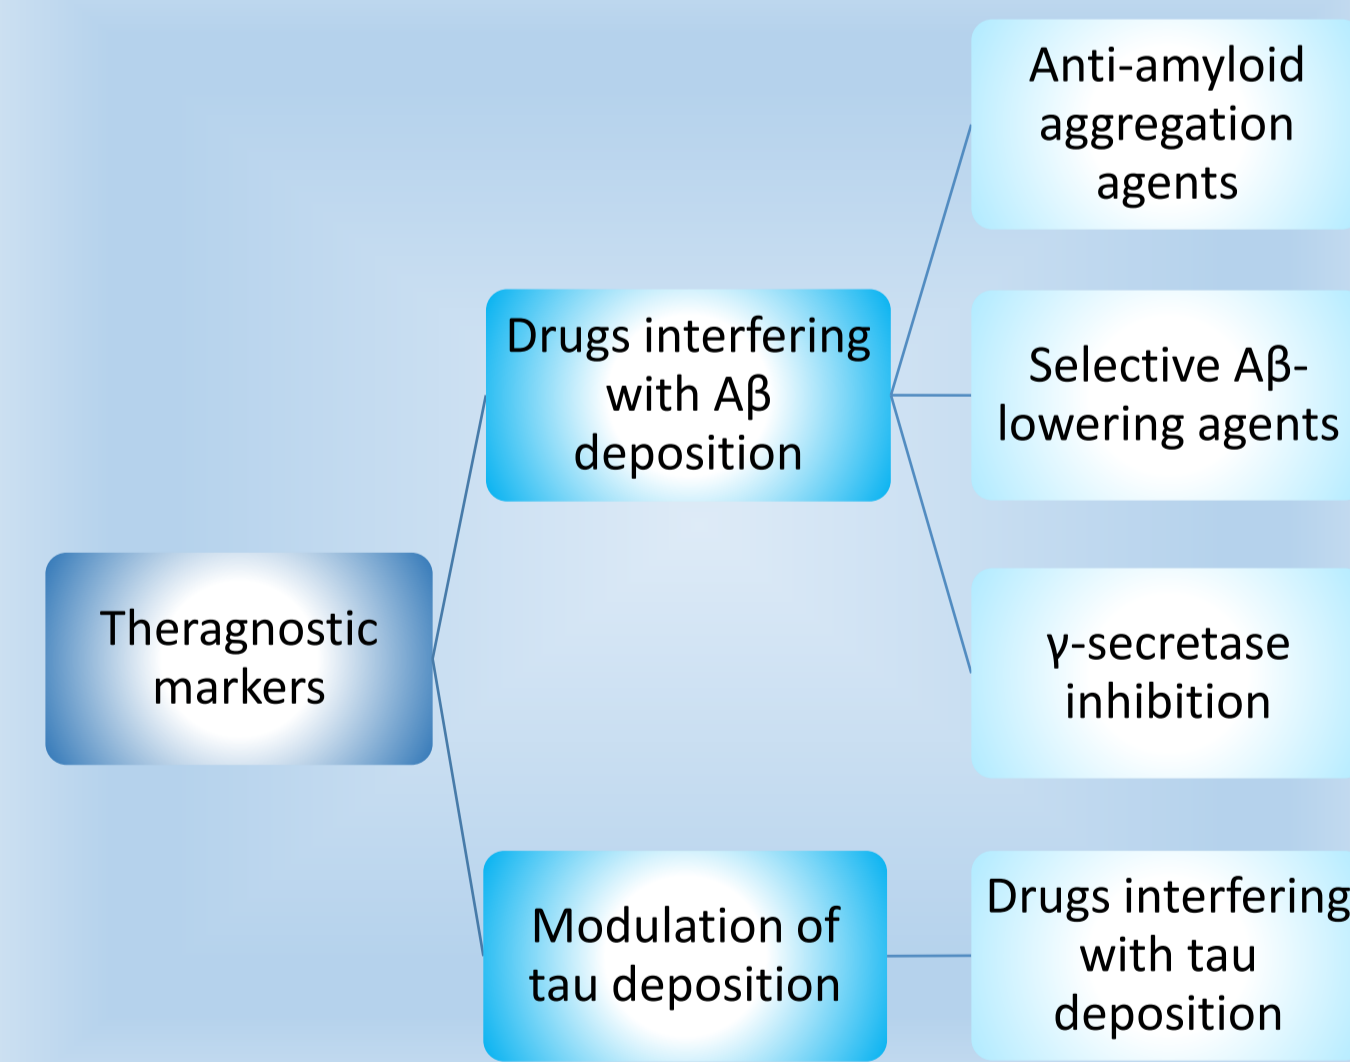 Theragnostic
markers
Drugs interfering
with Aβ
deposition
Anti-amyloid
aggregation
agents
Selective Aβ-
lowering agents
γ-secretase
inhibition
Modulation of
tau deposition
Drugs interfering
with tau
deposition